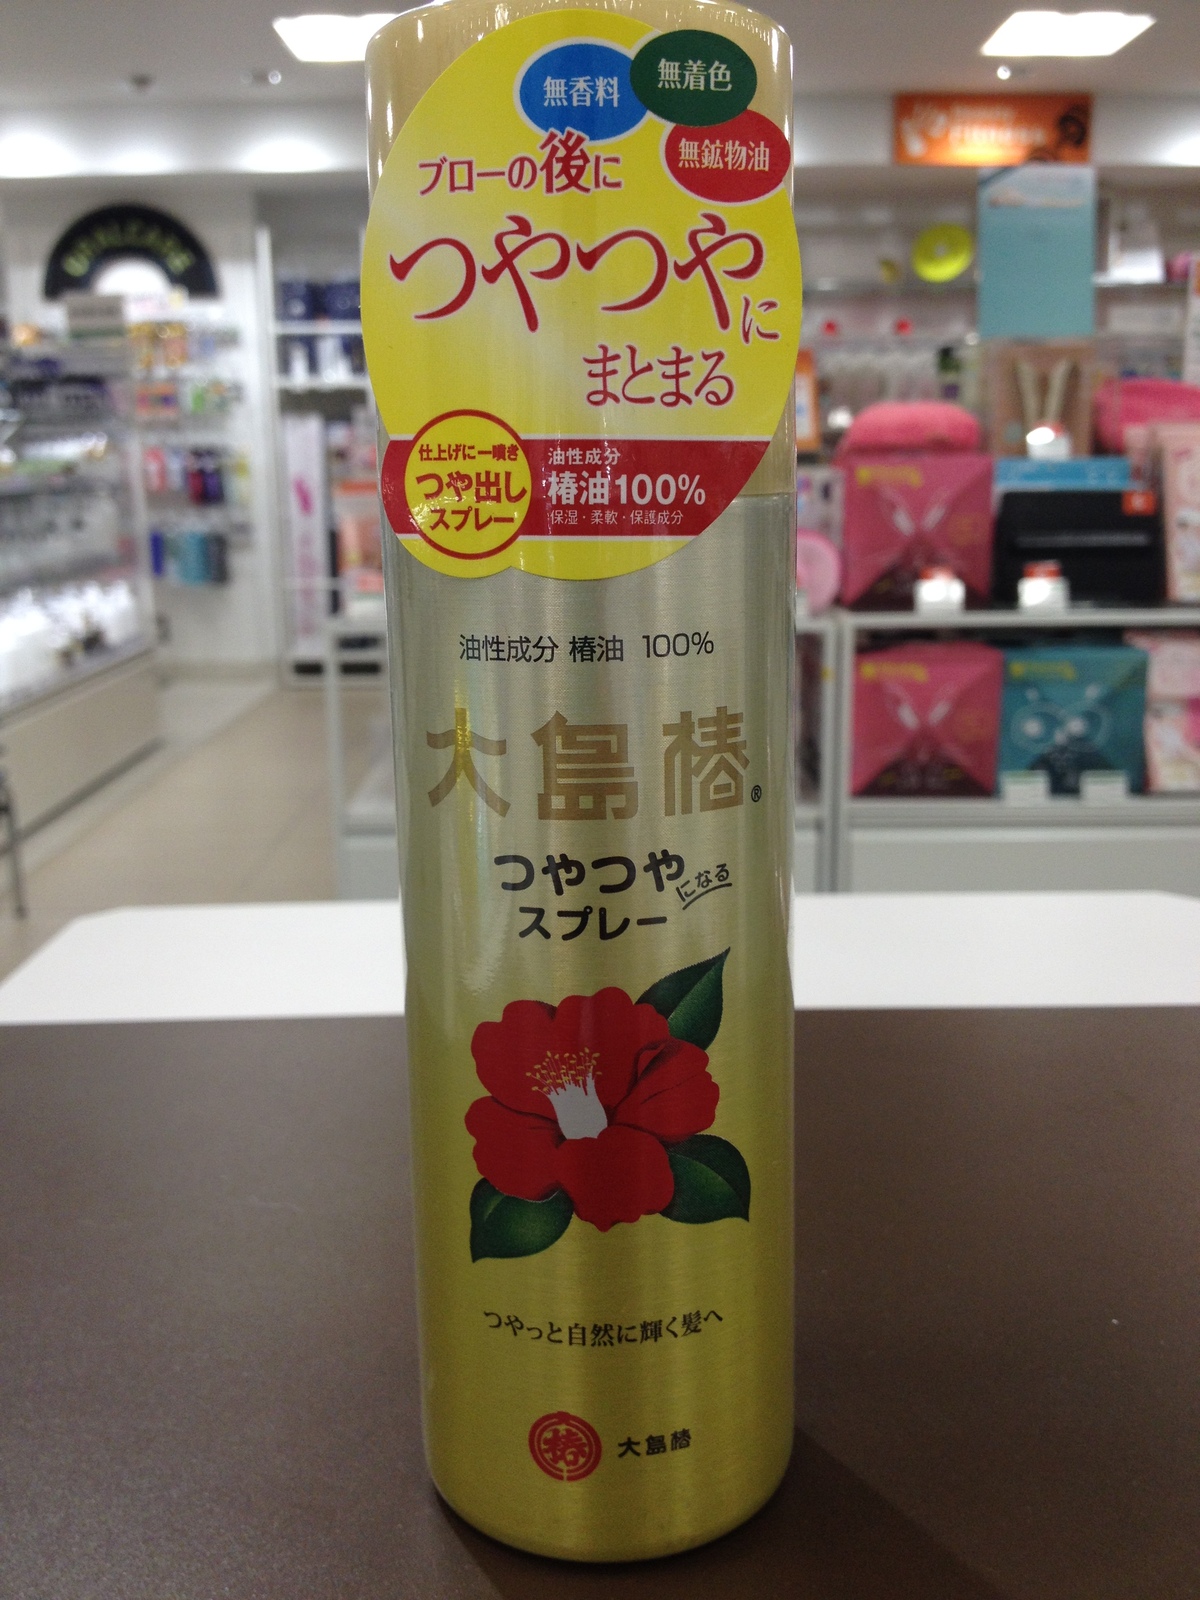 無香料
無着色
無鉱物油
ブローの後に
つやつやに
まとまる
仕上げに一噴き
つや出し
スプレー
油性成分
椿油100%
保湿・柔軟・保護成分
油性成分 椿油 100%
大島椿®
つやつやになる
スプレー
つやっと自然に輝く髪へ
椿 大島椿